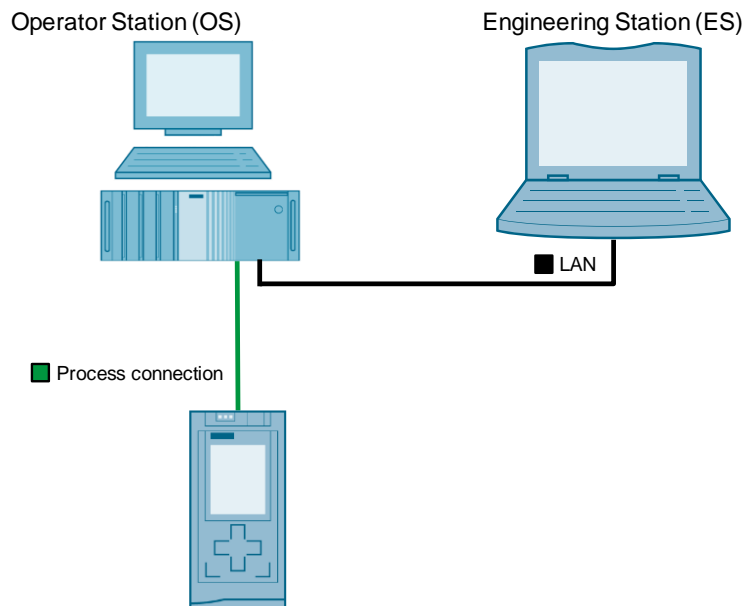 Operator Station (OS)
Engineering Station (ES)
LAN
Process connection